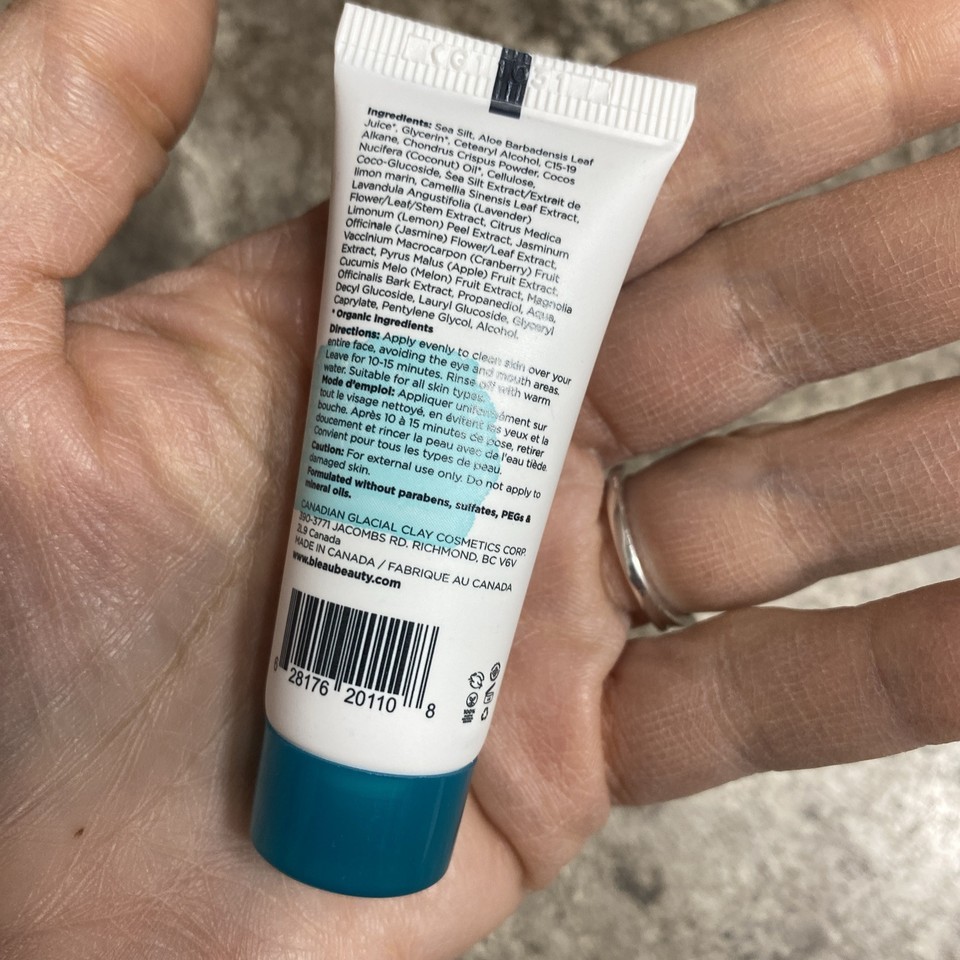 Ingredients: Sea Silt, Aloe Barbadensis Leaf
Juice*, Glycerin*, Cetearyl Alcohol, C15-19
Alkane, Chondrus Crispus Powder, Cocos
Nucifera (Coconut) Oil*, Cellulose,
Coco-Glucoside, Sea Silt Extract/Extrait de
limon marin, Camellia Sinensis Leaf Extract,
Lavandula Angustifolia (Lavender)
Flower/Leaf/Stem Extract, Citrus Medica
Limonum (Lemon) Peel Extract, Jasminum
Officinale (Jasmine) Flower/Leaf Extract,
Vaccinium Macrocarpon (Cranberry) Fruit
Extract, Pyrus Malus (Apple) Fruit Extract,
Cucumis Melo (Melon) Fruit Extract, Magnolia
Officinalis Bark Extract, Propanediol, Aqua,
Decyl Glucoside, Lauryl Glucoside, Glyceryl
Caprylate, Pentylene Glycol, Alcohol.
* Organic Ingredients
Directions: Apply evenly to clean skin over your
entire face, avoiding the eye and mouth areas.
Leave for 10-15 minutes. Rinse off with warm
water. Suitable for all skin types.
Mode d'emploi: Appliquer uniformément sur
tout le visage nettoyé, en évitent les yeux et la
bouche. Après 10 à 15 minutes de pose, retirer
doucement et rincer la peau avec de l'eau tiède.
Convient pour tous les types de peau.
Caution: For external use only. Do not apply to
damaged skin.
Formulated without parabens, sulfates, PEGs &
mineral oils.
CANADIAN GLACIAL CLAY COSMETICS CORP.
390-3771 JACOMBS RD. RICHMOND, BC V6V
2L9 Canada
MADE IN CANADA / FABRIQUE AU CANADA
www.bleaubeauty.com
28176 20110 8